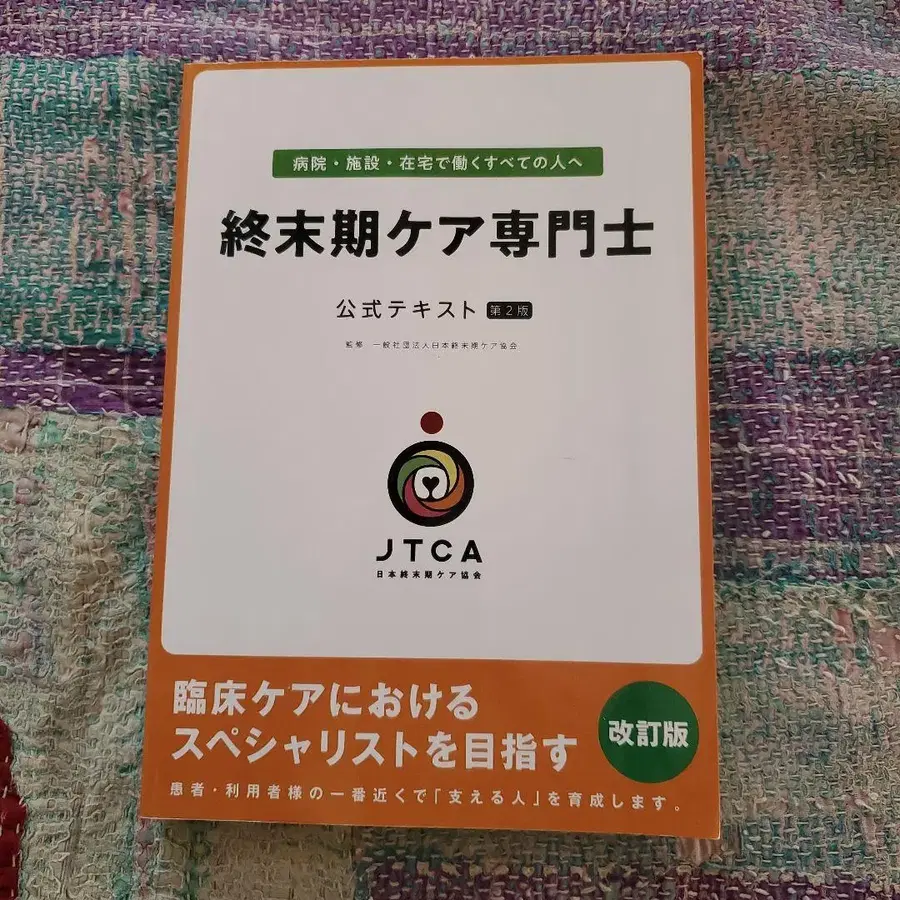 病院・施設・在宅で働くすべての人へ
終末期ケア専門士
公式テキスト 第2版
監修 一般社団法人日本終末期ケア協会
JTCA
日本終末期ケア協会
臨床ケアにおける
スペシャリストを目指す
改訂版
患者・利用者様の一番近くで「支える人」を育成します。